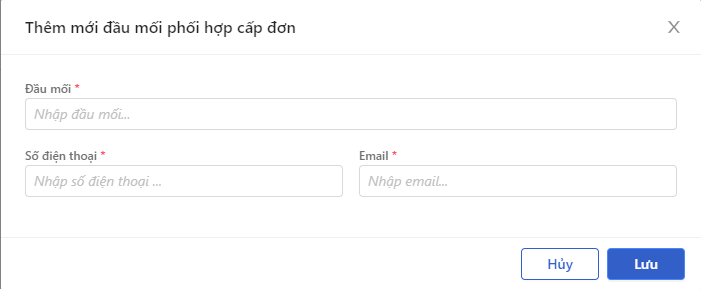 Thêm mới đầu mối phối hợp cấp đơn
X
Đầu mối *
Nhập đầu mối...
Số điện thoại * Email *
Nhập số điện thoại ... Nhập email...
Hủy Lưu